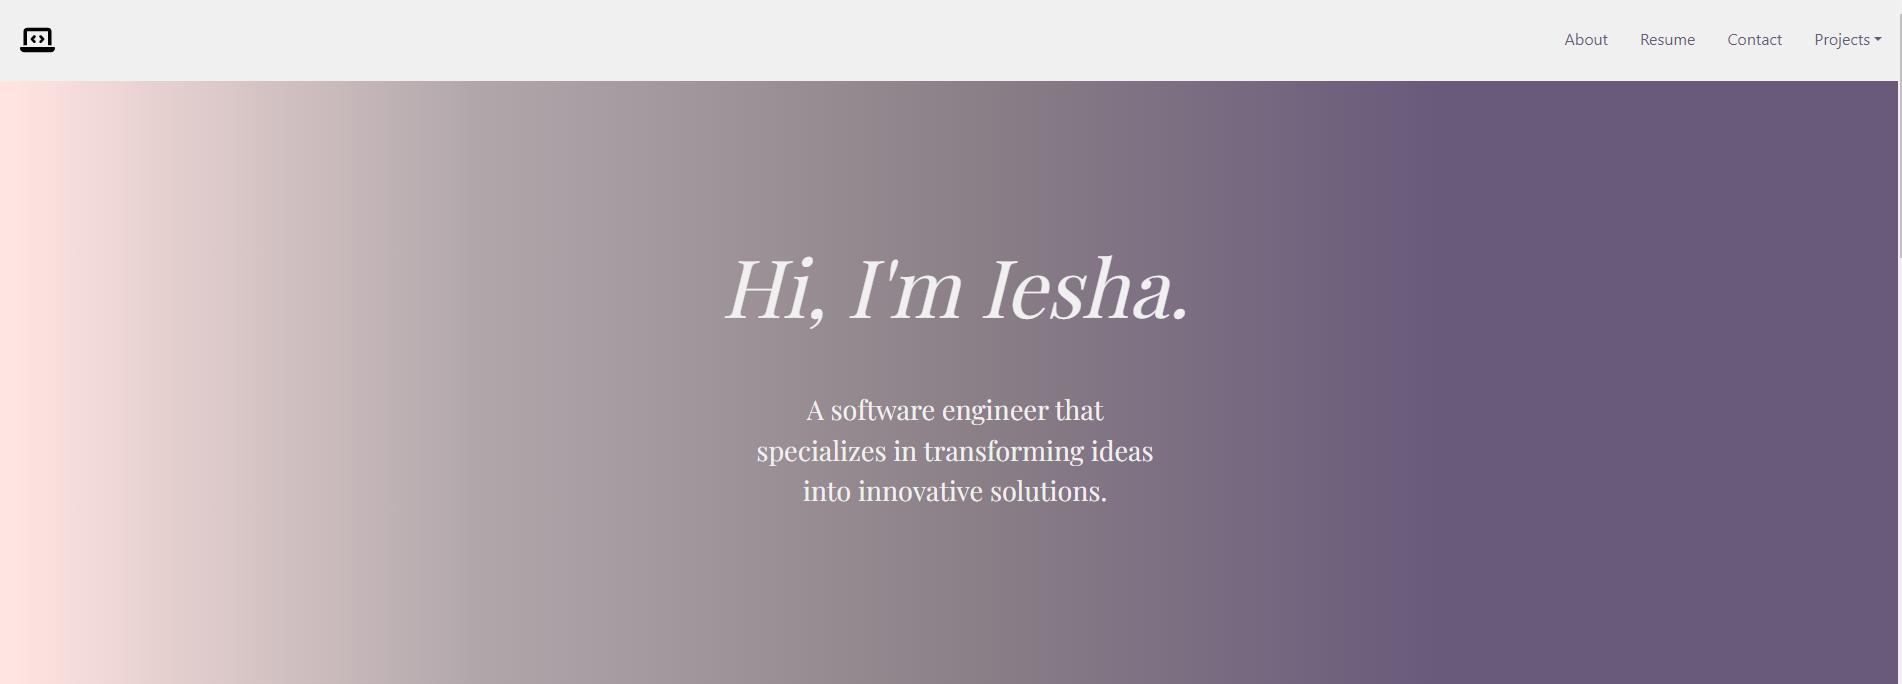 About Resume Contact Projects
Hi, I'm Iesha.
A software engineer that
specializes in transforming ideas
into innovative solutions.